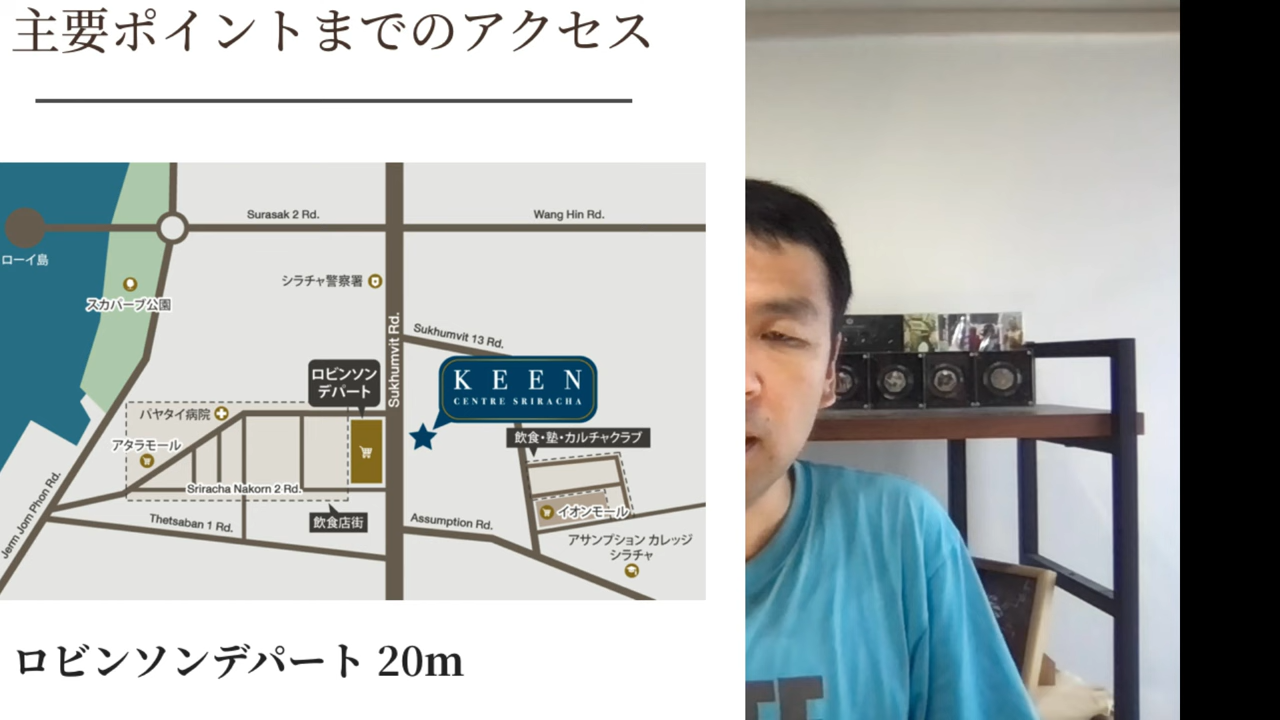 主要ポイントまでのアクセス
Surasak 2 Rd.
Wang Hin Rd.
ローイ島
シラチャ警察署
スカパープ公園
Sukhumvit Rd.
Sukhumvit 13 Rd.
ロビンソン
デパート
KEEN
CENTRE SRIRACHA
パヤタイ病院
飲食・塾・カルチャクラブ
アタラモール
Sriracha Nakorn 2 Rd.
イオンモール
Jerm Jom Phon Rd.
Thetsaban 1 Rd.
飲食店街
Assumption Rd.
アサンプション カレッジ
シラチャ
ロビンソンデパート 20m